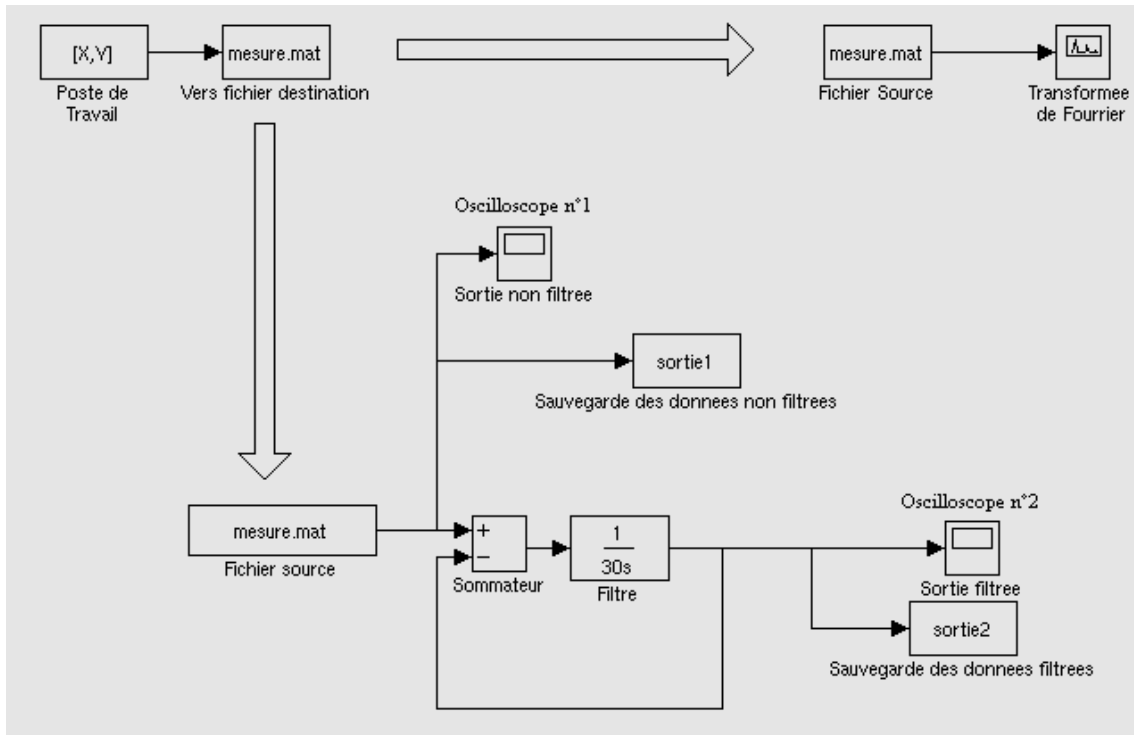 [X,Y]
mesure.mat
mesure.mat
Poste de
Travail
Vers fichier destination
Fichier Source
Transformee
de Fourrier
Oscilloscope n°1
Sortie non filtree
sortie1
Sauvegarde des donnees non filtrees
mesure.mat
Fichier source
+
−
Sommateur
1
30s
Filtre
Oscilloscope n°2
Sortie filtree
sortie2
Sauvegarde des donnees filtrees